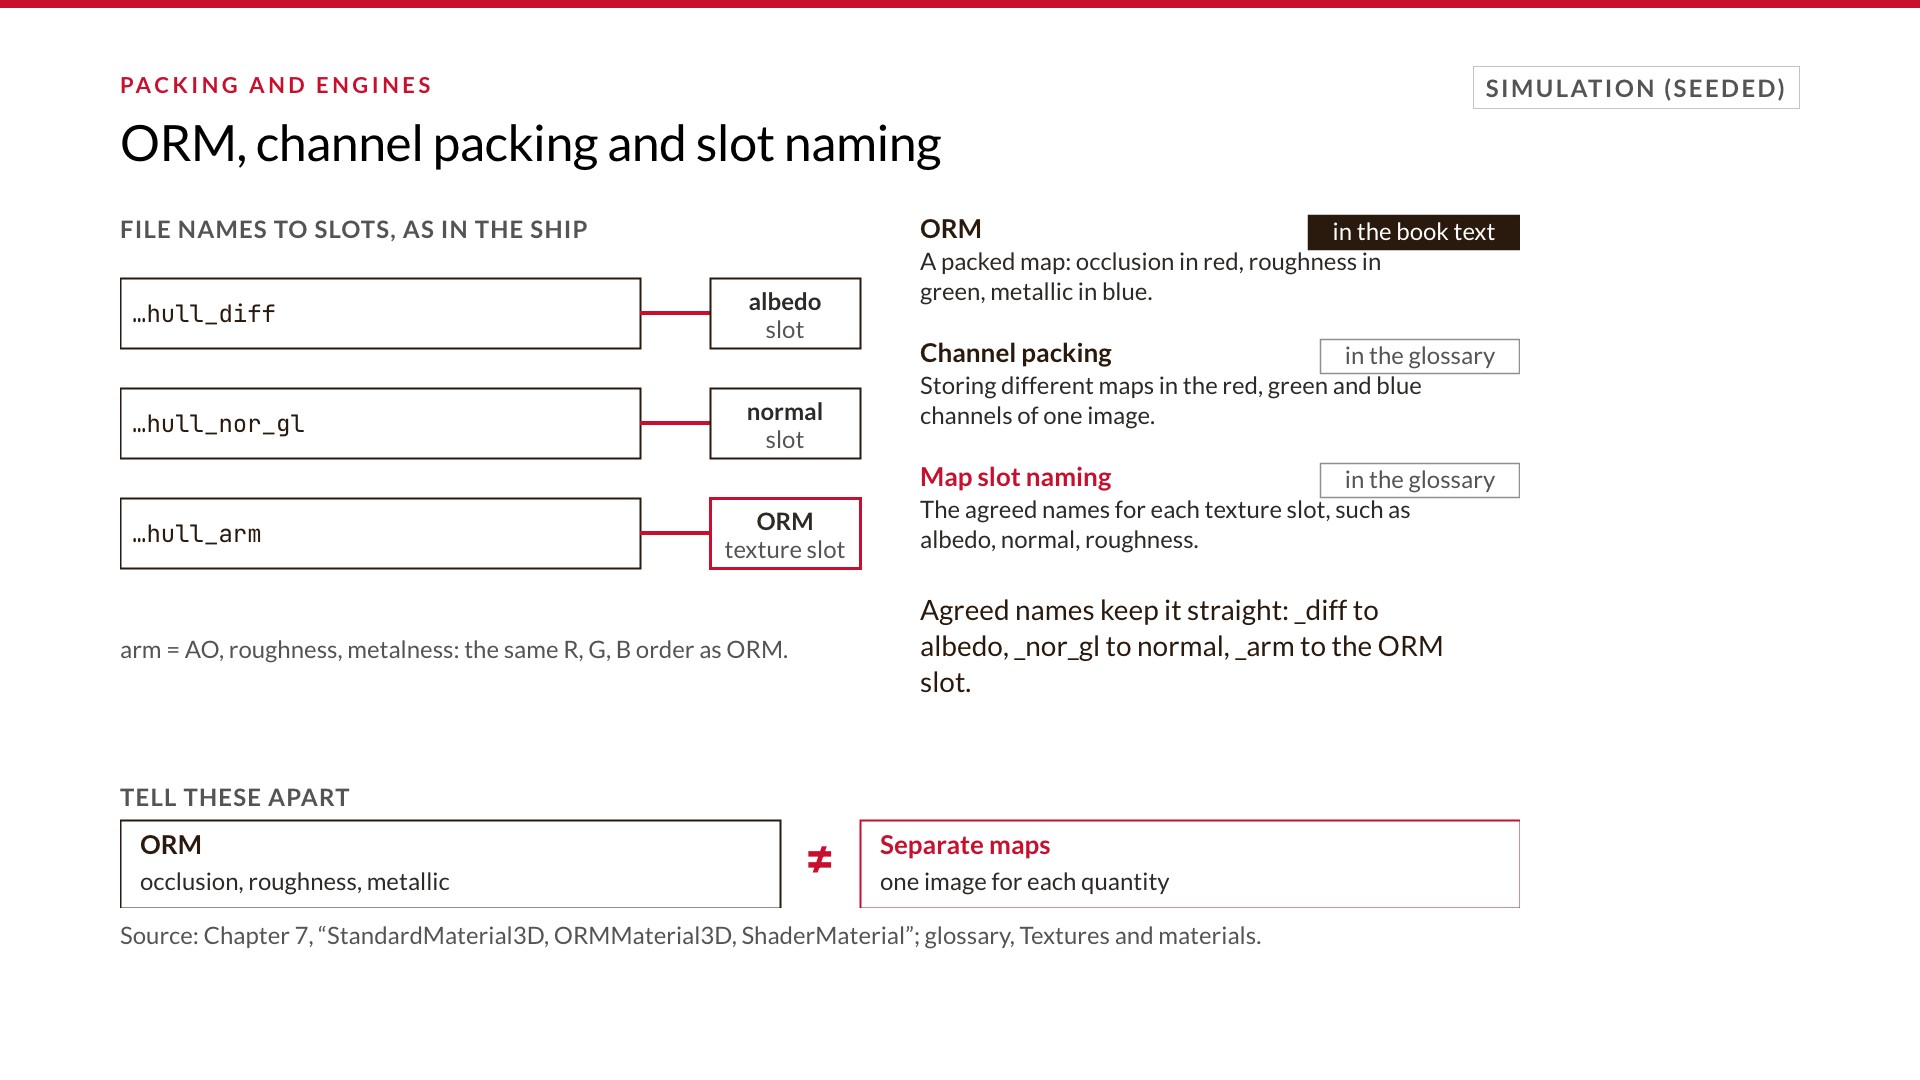 PACKING AND ENGINES
SIMULATION (SEEDED)
ORM, channel packing and slot naming
FILE NAMES TO SLOTS, AS IN THE SHIP
…hull_diff
albedo
slot
…hull_nor_gl
normal
slot
…hull_arm
ORM
texture slot
arm = AO, roughness, metalness: the same R, G, B order as ORM.
ORM
in the book text
A packed map: occlusion in red, roughness in
green, metallic in blue.
Channel packing
in the glossary
Storing different maps in the red, green and blue
channels of one image.
Map slot naming
in the glossary
The agreed names for each texture slot, such as
albedo, normal, roughness.
Agreed names keep it straight: _diff to
albedo, _nor_gl to normal, _arm to the ORM
slot.
TELL THESE APART
ORM
occlusion, roughness, metallic
≠
Separate maps
one image for each quantity
Source: Chapter 7, “StandardMaterial3D, ORMMaterial3D, ShaderMaterial”; glossary, Textures and materials.